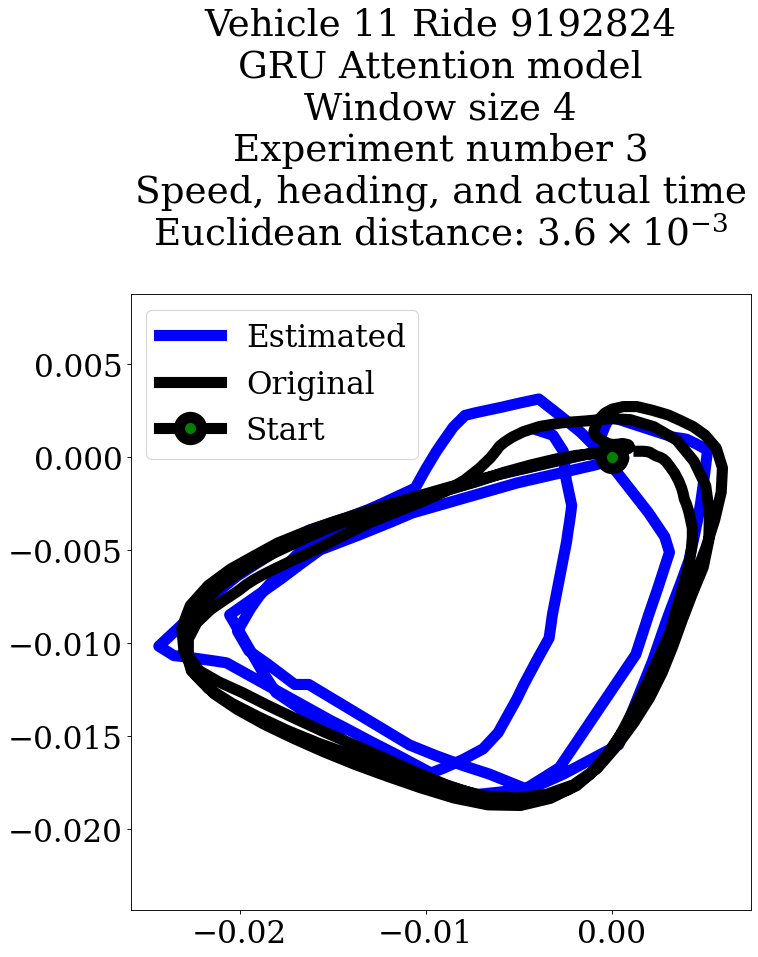 Vehicle 11 Ride 9192824
GRU Attention model
Window size 4
Experiment number 3
Speed, heading, and actual time
Euclidean distance: 3.6 × 10⁻³
Estimated
Original
Start
0.005
0.000
−0.005
−0.010
−0.015
−0.020
−0.02
−0.01
0.00